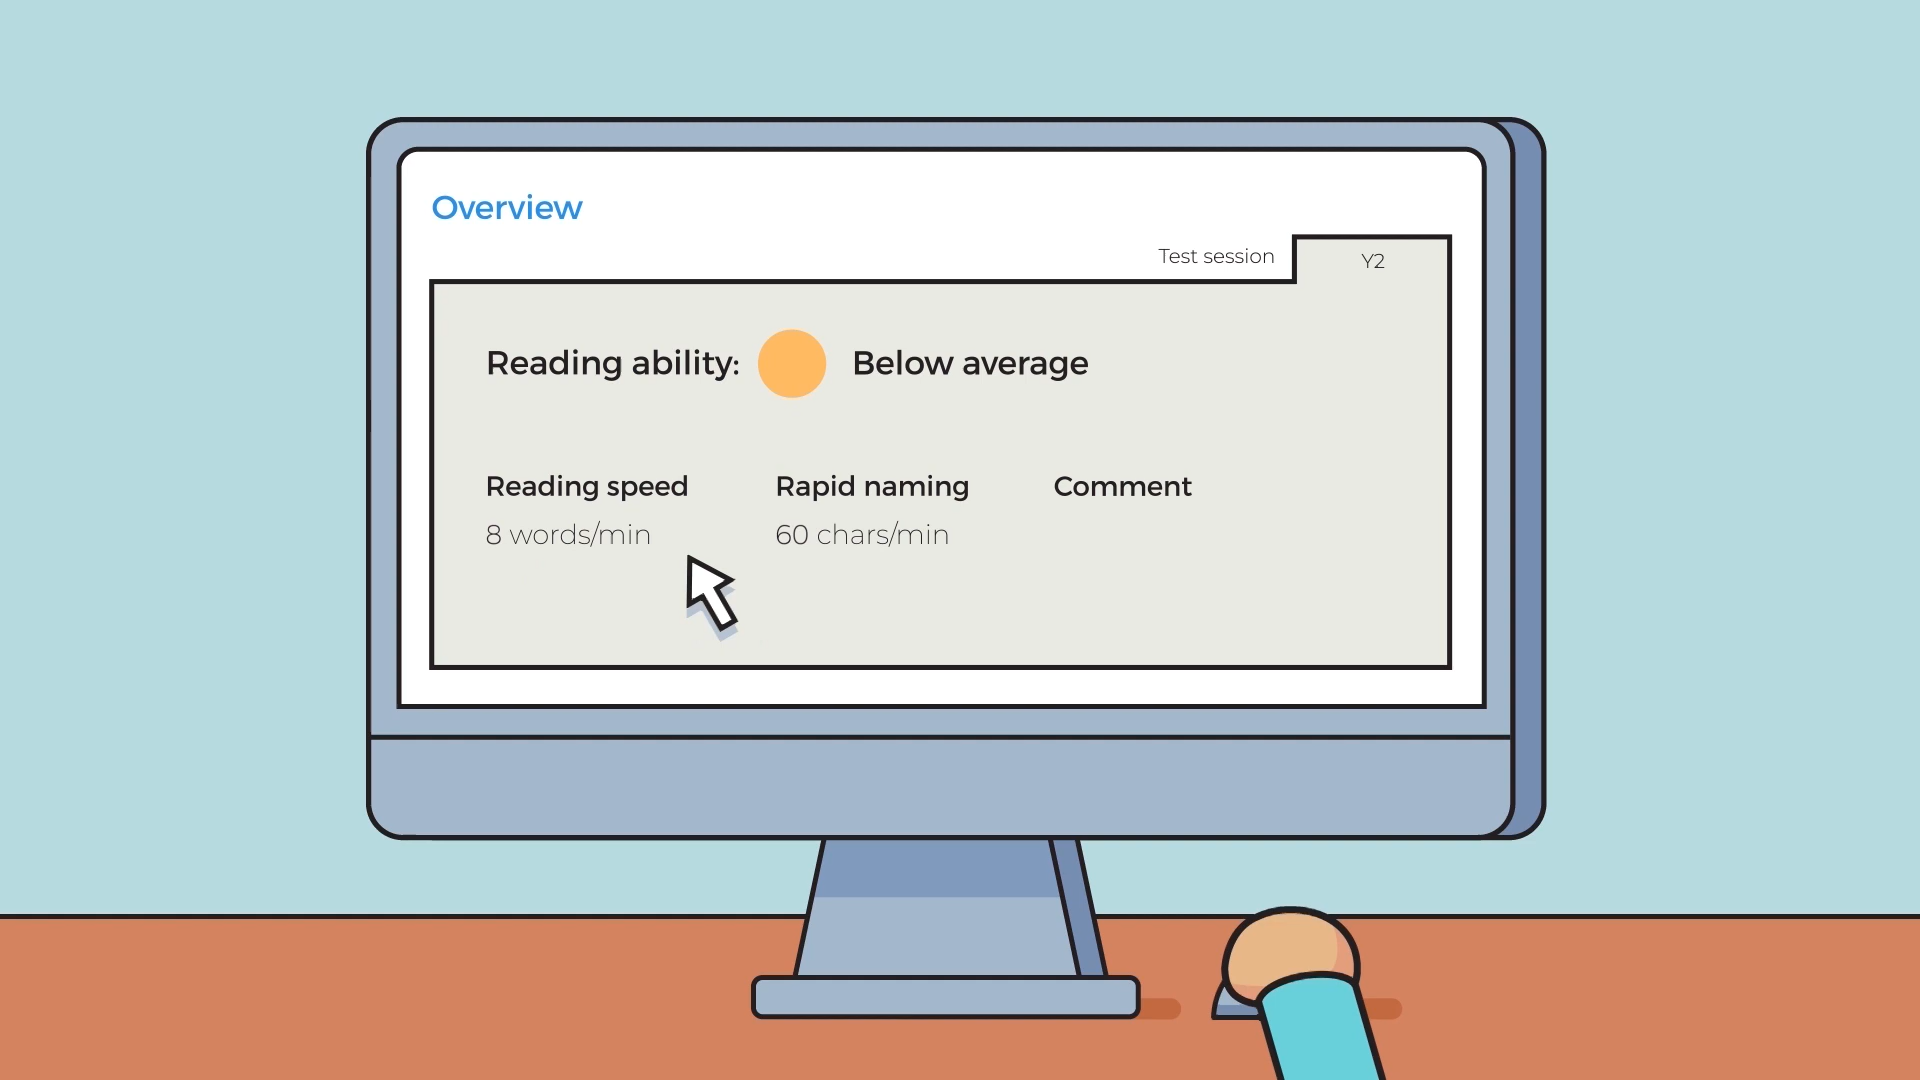 Overview
Test session
Y2
Reading ability: Below average
Reading speed
Rapid naming
Comment
8 words/min
60 chars/min